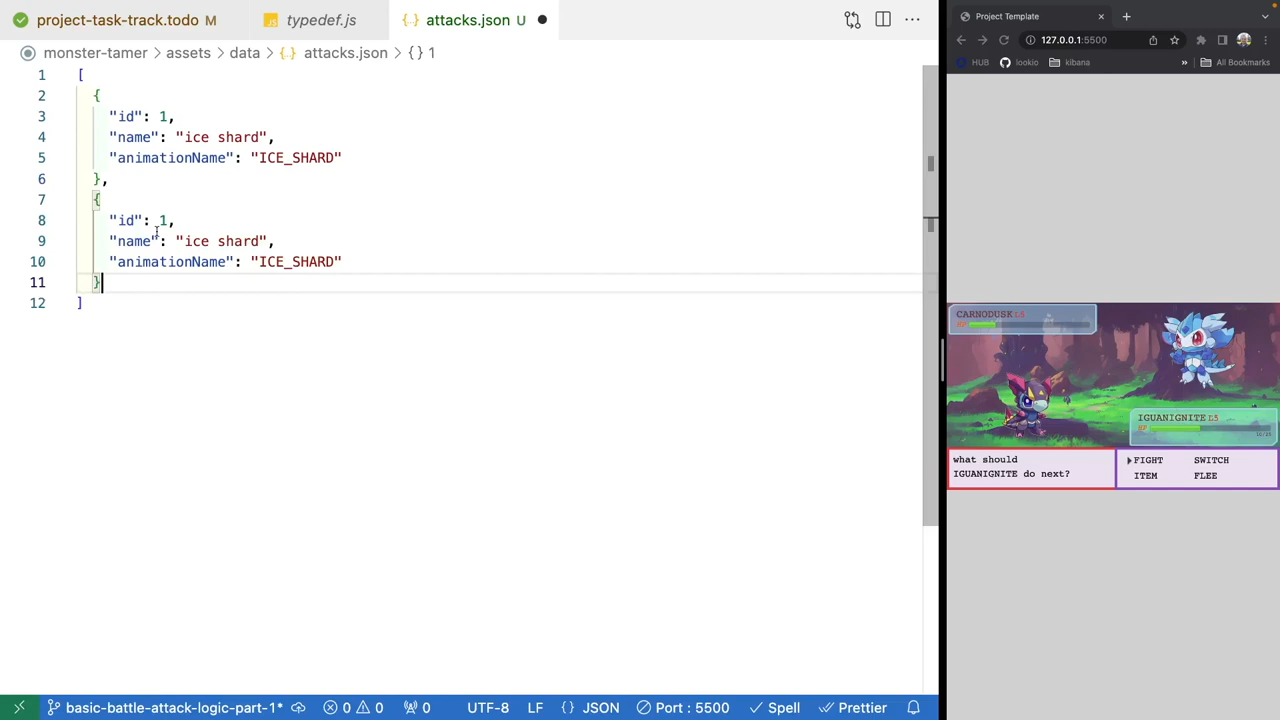 project-task-track.todo M
typedef.js
attacks.json U
monster-tamer > assets > data > attacks.json > {} 1
1 [
2 {
3 "id": 1,
4 "name": "ice shard",
5 "animationName": "ICE_SHARD"
6 },
7 {
8 "id": 1,
9 "name": "ice shard",
10 "animationName": "ICE_SHARD"
11 }
12 ]
basic-battle-attack-logic-part-1* 0 0 0 UTF-8 LF {} JSON Port : 5500 Spell Prettier
Project Template
127.0.0.1:5500
HUB lookio kibana » All Bookmarks
CARNODUSK L5
HP
IGUANIGNITE L5
HP
what should
IGUANIGNITE do next?
FIGHT SWITCH
ITEM FLEE